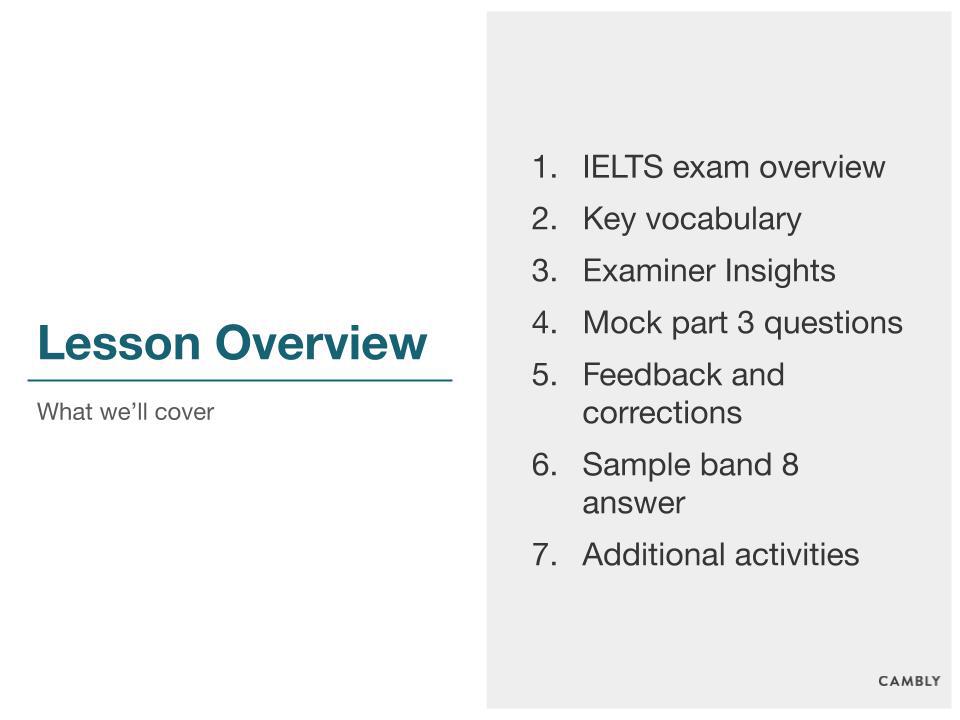 Lesson Overview
What we’ll cover
1. IELTS exam overview
2. Key vocabulary
3. Examiner Insights
4. Mock part 3 questions
5. Feedback and
corrections
6. Sample band 8
answer
7. Additional activities
CAMBLY